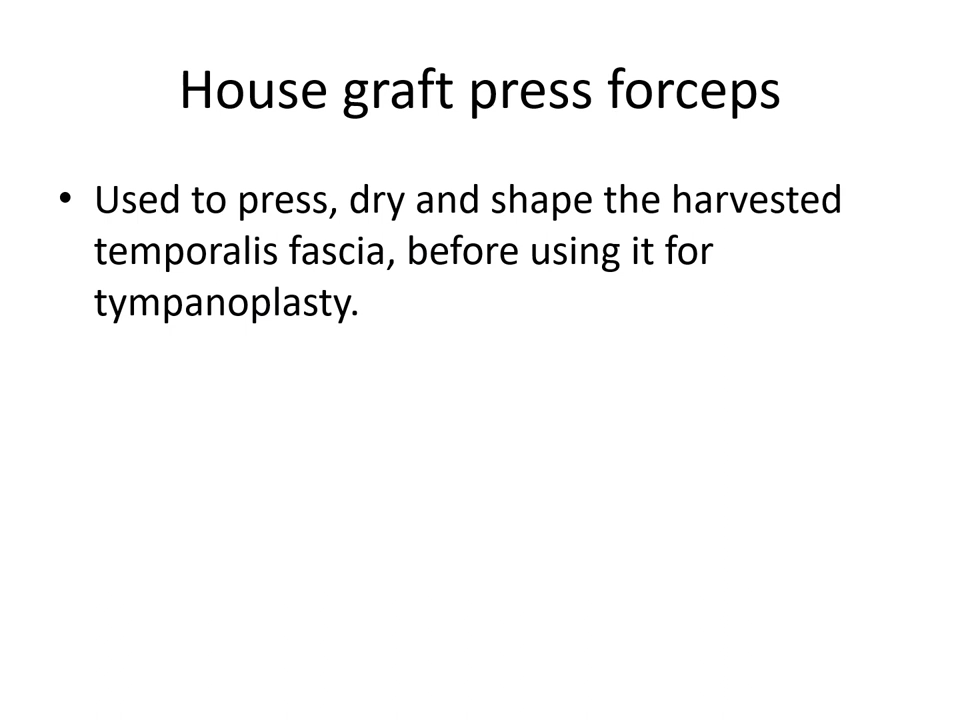 House graft press forceps
• Used to press, dry and shape the harvested
temporalis fascia, before using it for
tympanoplasty.